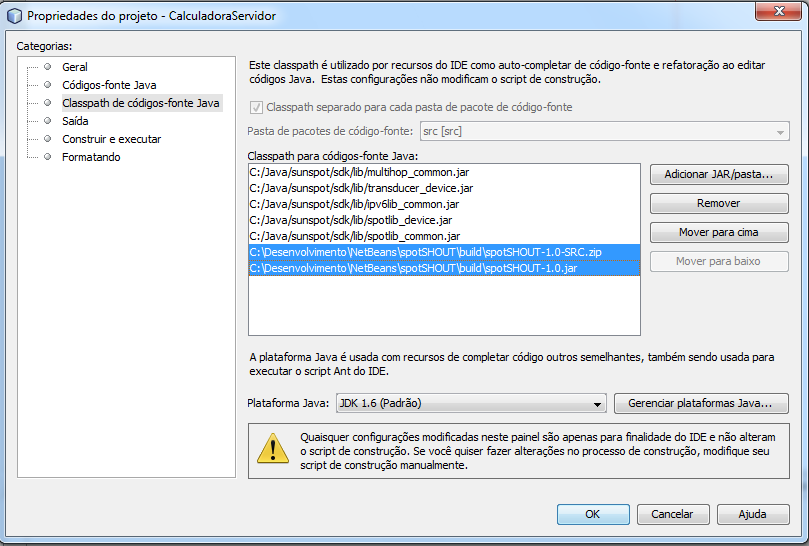 Propriedades do projeto - CalculadoraServidor
Categorias:
Geral
Códigos-fonte Java
Classpath de códigos-fonte Java
Saída
Construir e executar
Formatando
Este classpath é utilizado por recursos do IDE como auto-completar de código-fonte e refatoração ao editar
códigos Java. Estas configurações não modificam o script de construção.
Classpath separado para cada pasta de pacote de código-fonte
Pasta de pacotes de código-fonte: src [src]
Classpath para códigos-fonte Java:
C:/Java/sunspot/sdk/lib/multihop_common.jar
C:/Java/sunspot/sdk/lib/transducer_device.jar
C:/Java/sunspot/sdk/lib/ipv6lib_common.jar
C:/Java/sunspot/sdk/lib/spotlib_device.jar
C:/Java/sunspot/sdk/lib/spotlib_common.jar
C:\Desenvolvimento\NetBeans\spotSHOUT\build\spotSHOUT-1.0-SRC.zip
C:\Desenvolvimento\NetBeans\spotSHOUT\build\spotSHOUT-1.0.jar
Adicionar JAR/pasta...
Remover
Mover para cima
Mover para baixo
A plataforma Java é usada com recursos de completar código outros semelhantes, também sendo usada para
executar o script Ant do IDE.
Plataforma Java: JDK 1.6 (Padrão) Gerenciar plataformas Java...
Quaisquer configurações modificadas neste painel são apenas para finalidade do IDE e não alteram
o script de construção. Se você quiser fazer alterações no processo de construção, modifique seu
script de construção manualmente.
OK Cancelar Ajuda